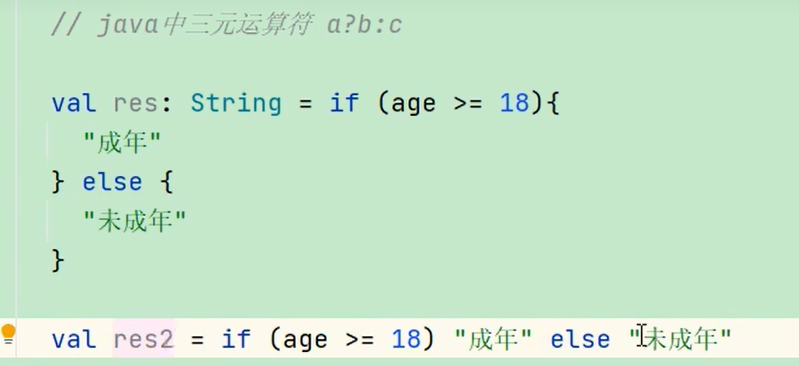 // java中三元运算符 a?b:c
val res: String = if (age >= 18){
"成年"
} else {
"未成年"
}
val res2 = if (age >= 18) "成年" else "未成年"